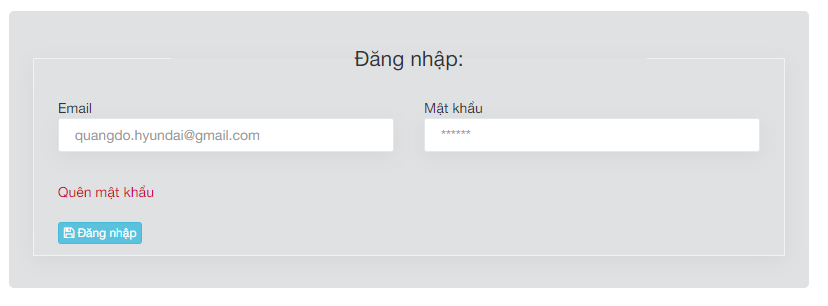 Đăng nhập:
Email
Mật khẩu
quangdo.hyundai@gmail.com
******
Quên mật khẩu
Đăng nhập